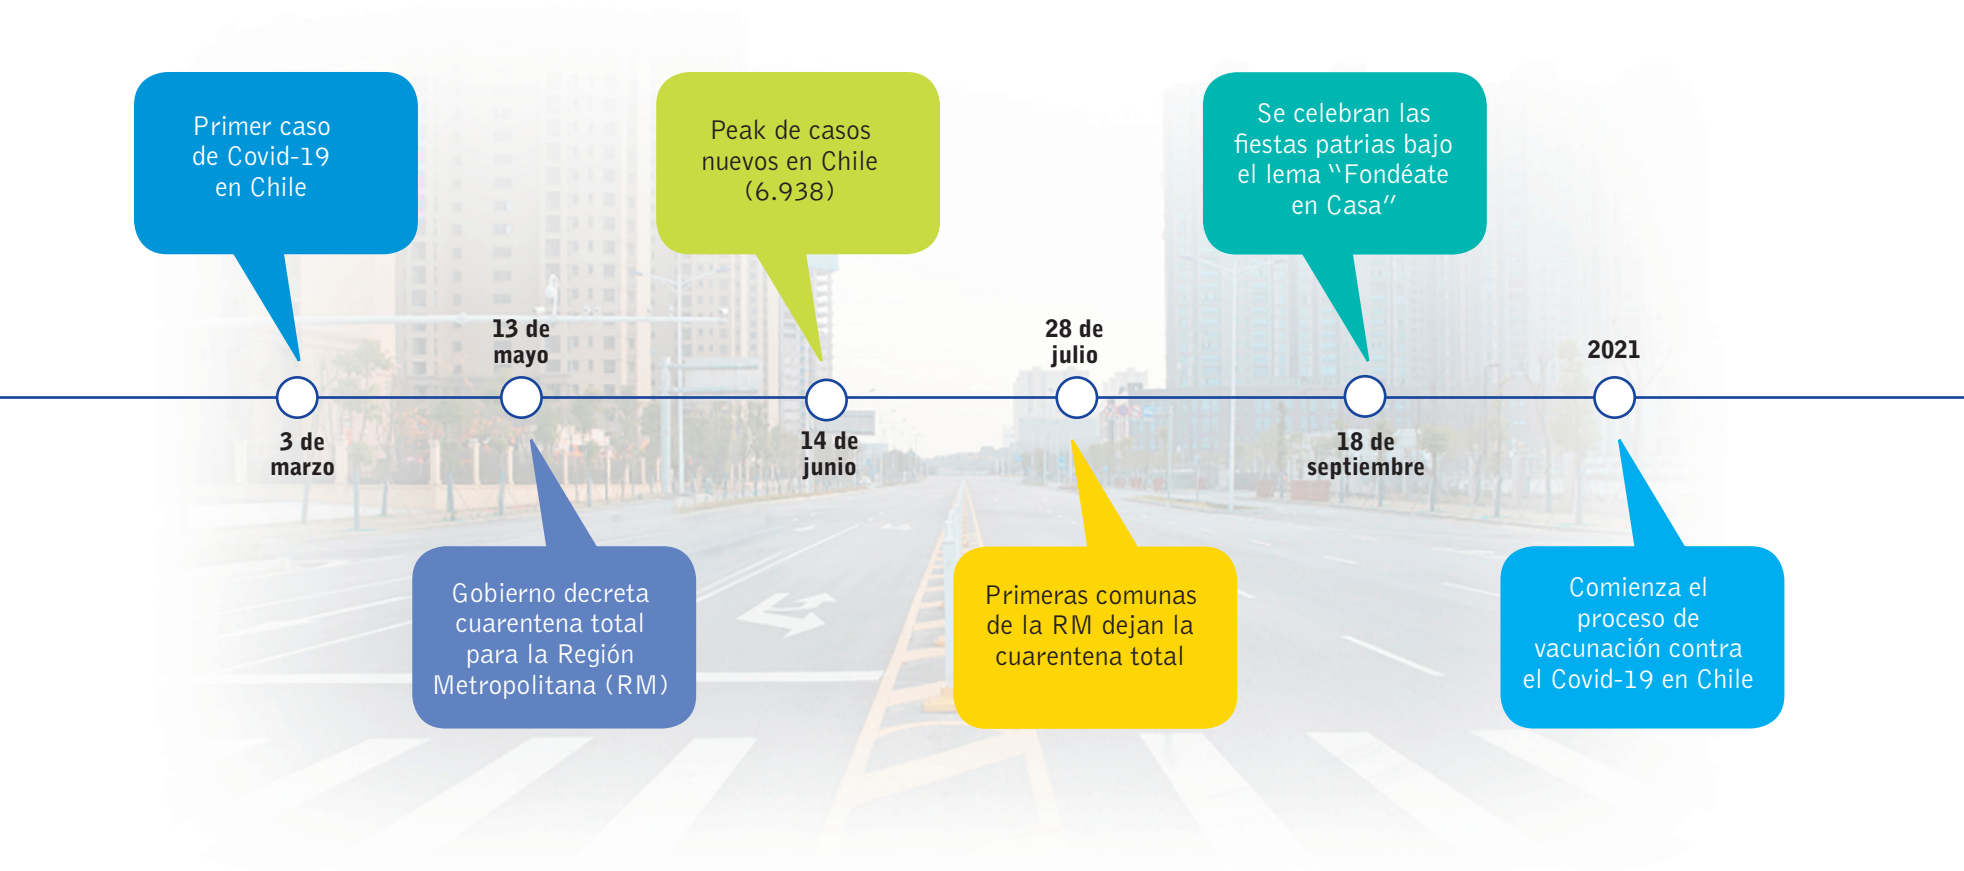 Primer caso
de Covid-19
en Chile
3 de
marzo
13 de
mayo
Gobierno decreta
cuarentena total
para la Región
Metropolitana (RM)
Peak de casos
nuevos en Chile
(6.938)
14 de
junio
28 de
julio
Primeras comunas
de la RM dejan la
cuarentena total
Se celebran las
fiestas patrias bajo
el lema “Fondéate
en Casa”
18 de
septiembre
2021
Comienza el
proceso de
vacunación contra
el Covid-19 en Chile